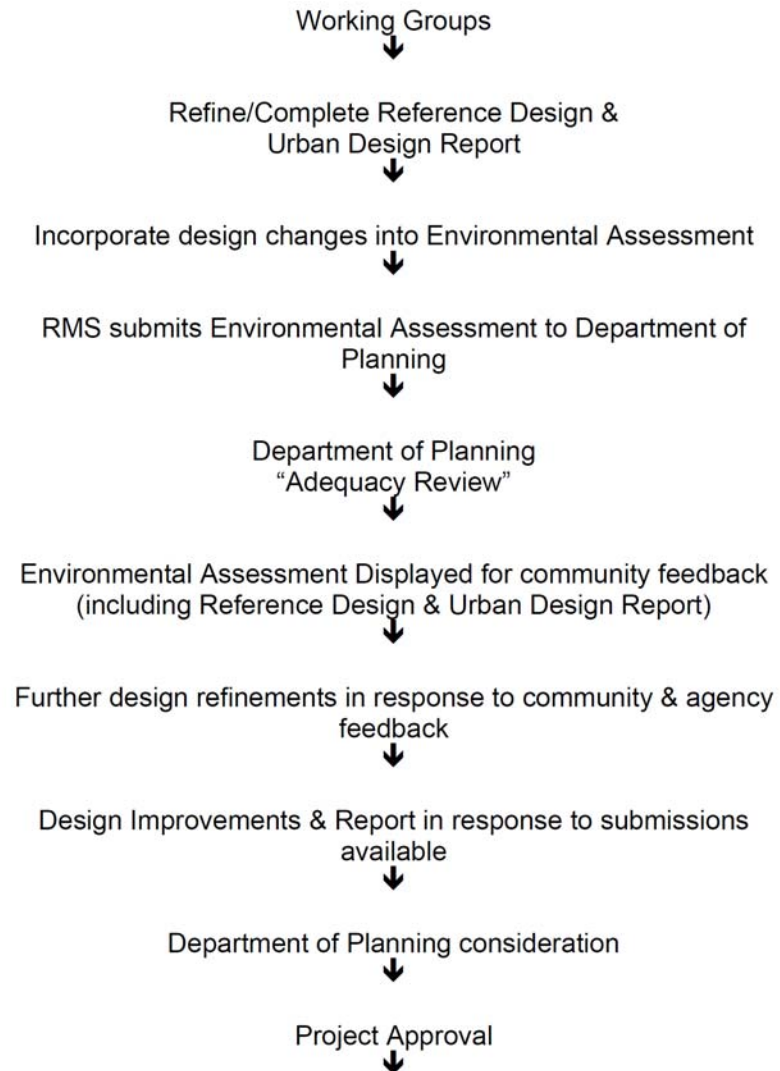 Working Groups
Refine/Complete Reference Design &
Urban Design Report
Incorporate design changes into Environmental Assessment
RMS submits Environmental Assessment to Department of
Planning
Department of Planning
“Adequacy Review”
Environmental Assessment Displayed for community feedback
(including Reference Design & Urban Design Report)
Further design refinements in response to community & agency
feedback
Design Improvements & Report in response to submissions
available
Department of Planning consideration
Project Approval